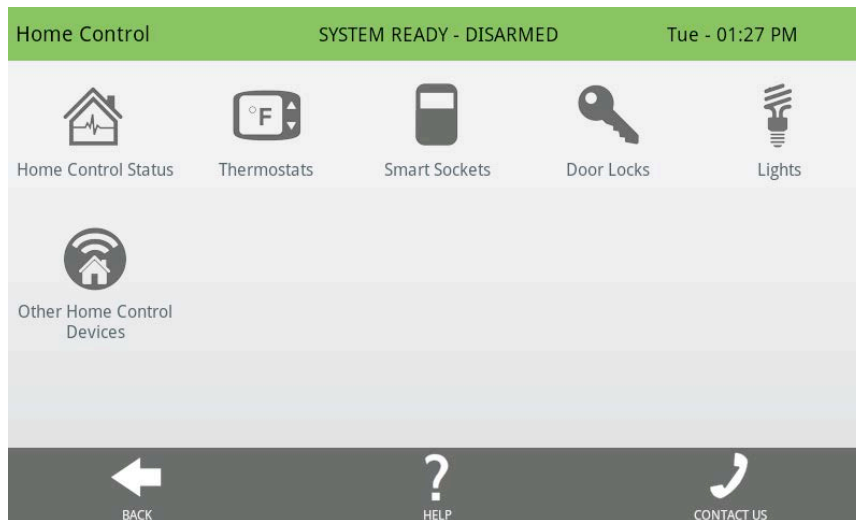 Home Control
SYSTEM READY - DISARMED
Tue - 01:27 PM
°F
Home Control Status
Thermostats
Smart Sockets
Door Locks
Lights
Other Home Control
Devices
?
BACK
HELP
CONTACT US